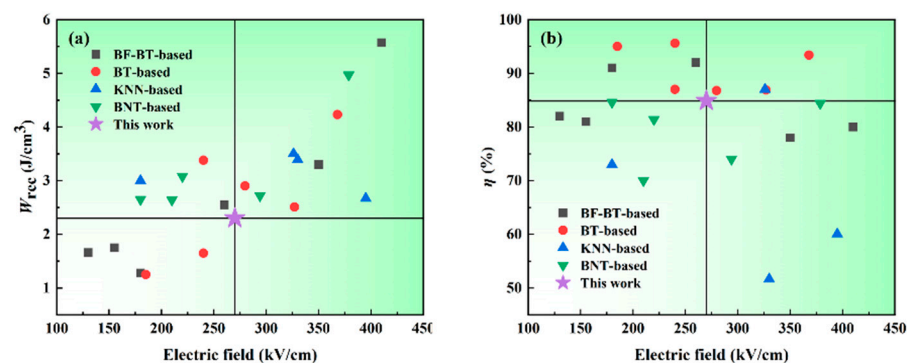 (a)
BF-BT-based
BT-based
KNN-based
BNT-based
This work
Wrec (J/cm3)
6
5
4
3
2
1
100 150 200 250 300 350 400 450
Electric field (kV/cm)
(b)
η (%)
100
90
80
70
60
50
BF-BT-based
BT-based
KNN-based
BNT-based
This work
100 150 200 250 300 350 400 450
Electric field (kV/cm)